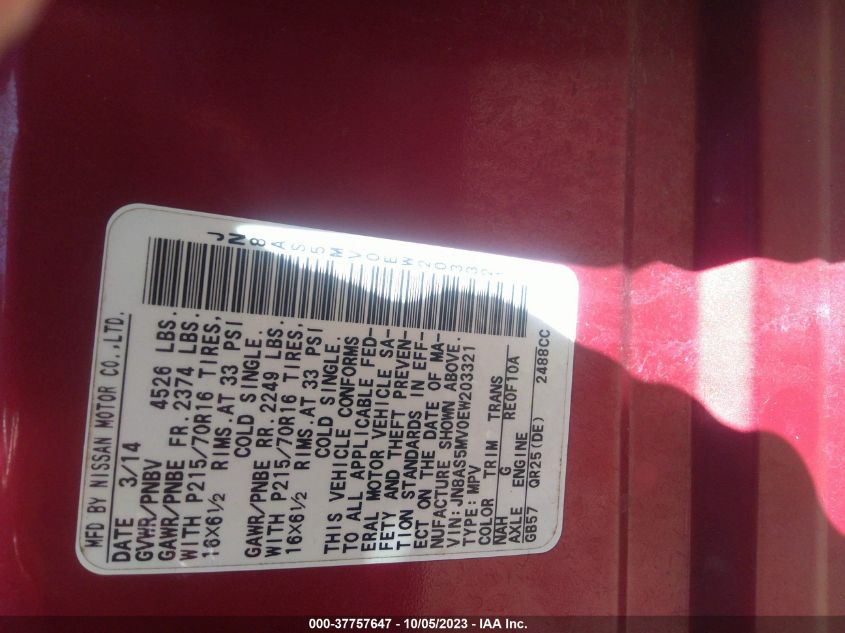 MFD BY NISSAN MOTOR CO.,LTD.
DATE 3/14
GVWR/PNBV 4526 LBS.
GAWR/PNBE FR. 2374 LBS.
WITH P215/70R16 TIRES,
16X6½ RIMS. AT 33 PSI
COLD SINGLE.
GAWR/PNBE RR. 2249 LBS.
WITH P215/70R16 TIRES,
16X6½ RIMS. AT 33 PSI
COLD SINGLE.
THIS VEHICLE CONFORMS
TO ALL APPLICABLE FED-
ERAL MOTOR VEHICLE SA-
FETY AND THEFT PREVEN-
TION STANDARDS IN EFF-
ECT ON THE DATE OF MA-
NUFACTURE SHOWN ABOVE.
VIN: JN8AS5MV0EW203321
TYPE: MPV
COLOR TRIM TRANS
NAH G RE0F10A
AXLE ENGINE
GB57 QR25(DE) 2488CC
JN8AS5MV0EW203321
000-37757647 - 10/05/2023 - IAA Inc.